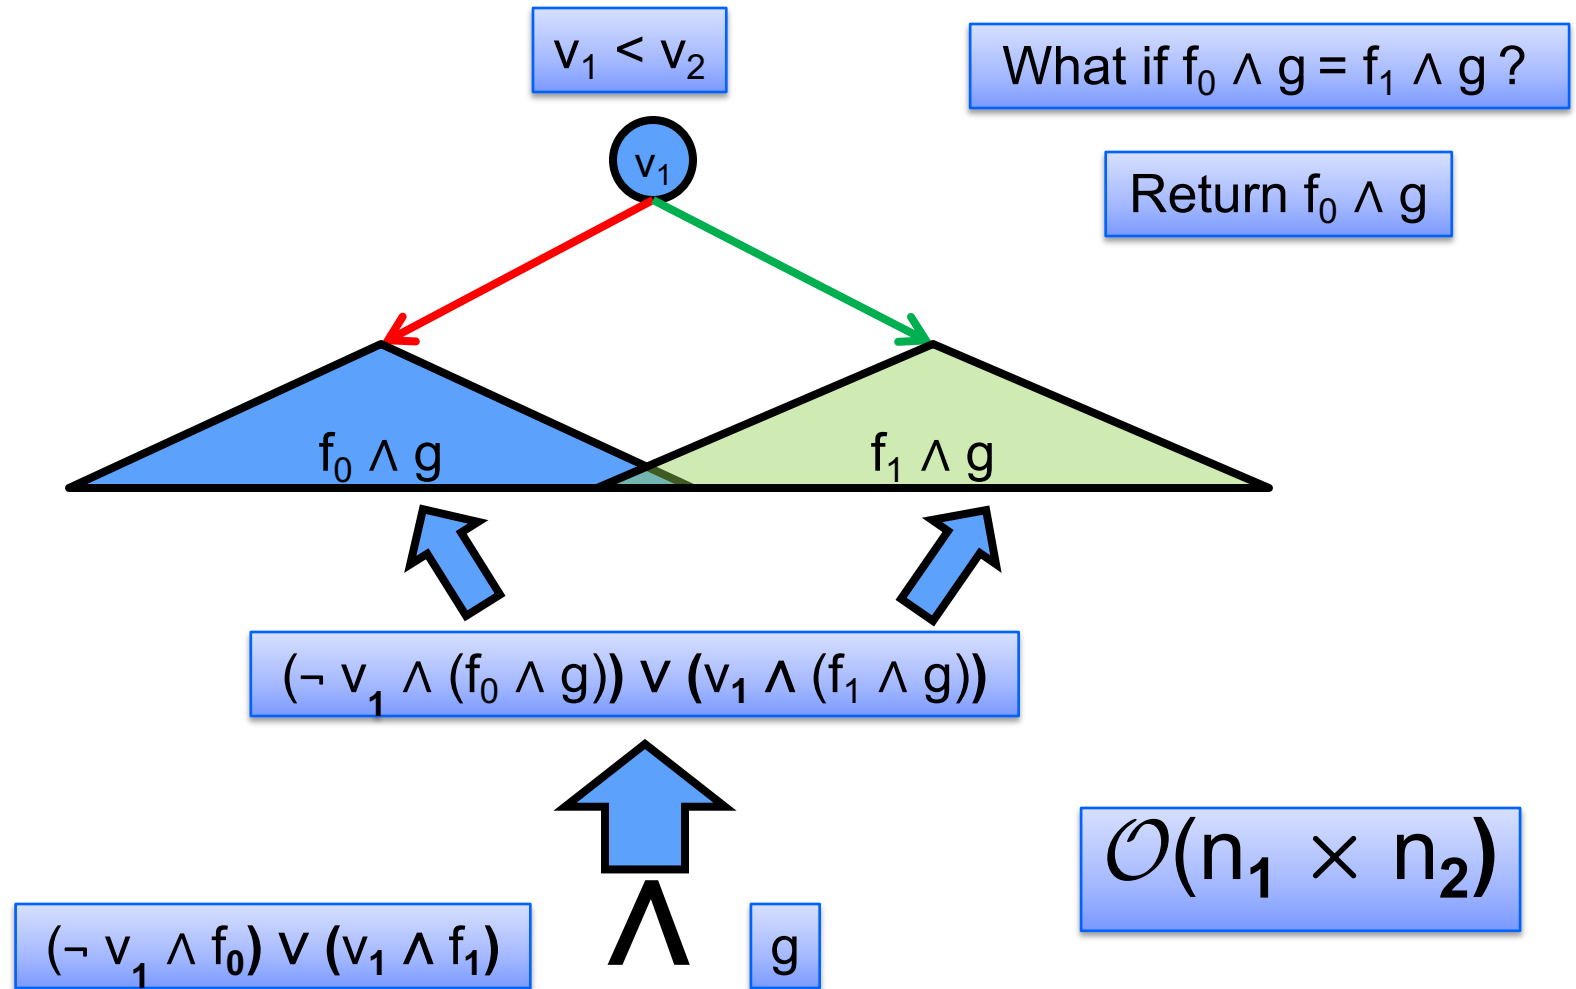 v₁ < v₂
What if f₀ ∧ g = f₁ ∧ g ?
v₁
Return f₀ ∧ g
f₀ ∧ g
f₁ ∧ g
(¬ v₁ ∧ (f₀ ∧ g)) ∨ (v₁ ∧ (f₁ ∧ g))
𝒪(n₁ × n₂)
(¬ v₁ ∧ f₀) ∨ (v₁ ∧ f₁)
∧
g